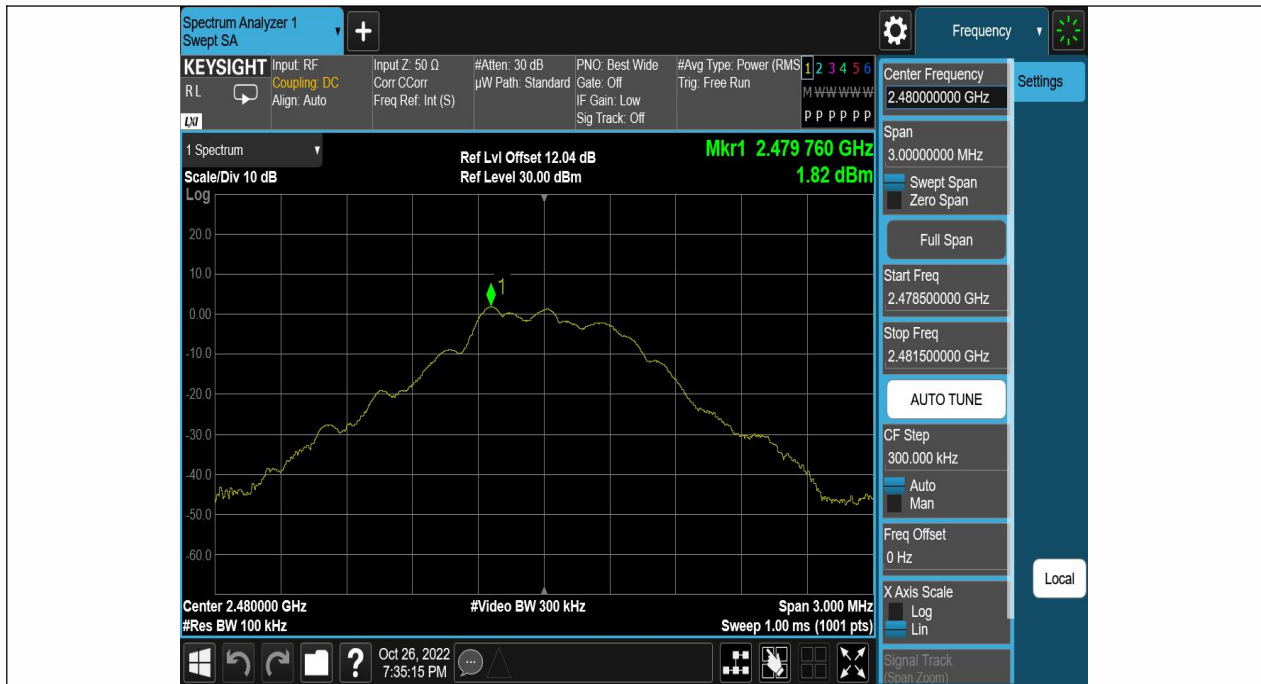 Spectrum Analyzer 1
Swept SA
+
Frequency
KEYSIGHT
RL
LXI
Input: RF
Coupling: DC
Align: Auto
Input Z: 50 Ω
Corr CCorr
Freq Ref: Int (S)
#Atten: 30 dB
µW Path: Standard
PNO: Best Wide
Gate: Off
IF Gain: Low
Sig Track: Off
#Avg Type: Power (RMS
Trig: Free Run
1 2 3 4 5 6
M W W W W W
P P P P P P
1 Spectrum
Scale/Div 10 dB
Log
Ref Lvl Offset 12.04 dB
Ref Level 30.00 dBm
Mkr1 2.479 760 GHz
1.82 dBm
20.0
10.0
0.00
-10.0
-20.0
-30.0
-40.0
-50.0
-60.0
1
Center 2.480000 GHz
#Res BW 100 kHz
#Video BW 300 kHz
Span 3.000 MHz
Sweep 1.00 ms (1001 pts)
Center Frequency
2.480000000 GHz
Settings
Span
3.00000000 MHz
Swept Span
Zero Span
Full Span
Start Freq
2.478500000 GHz
Stop Freq
2.481500000 GHz
AUTO TUNE
CF Step
300.000 kHz
Auto
Man
Freq Offset
0 Hz
X Axis Scale
Log
Lin
Local
Signal Track
(Span Zoom)
?
Oct 26, 2022
7:35:15 PM